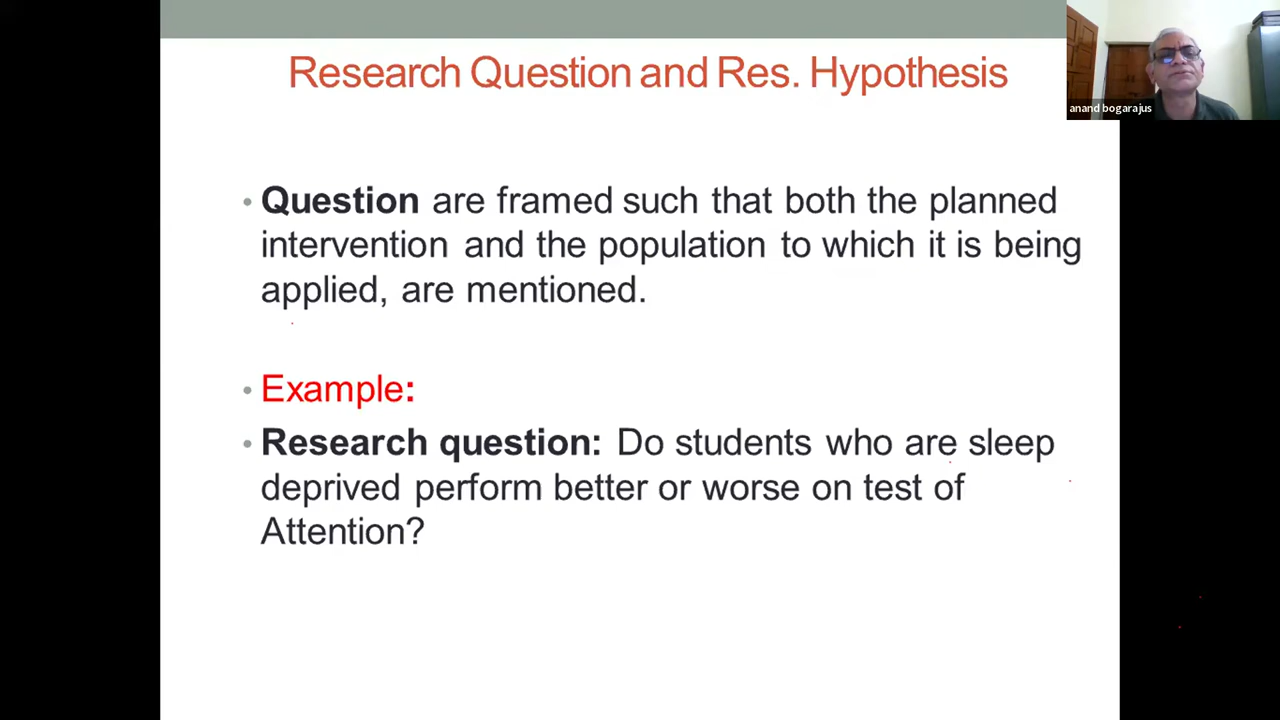 Research Question and Res. Hypothesis
anand bogarajus
• Question are framed such that both the planned
intervention and the population to which it is being
applied, are mentioned.
• Example:
• Research question: Do students who are sleep
deprived perform better or worse on test of
Attention?